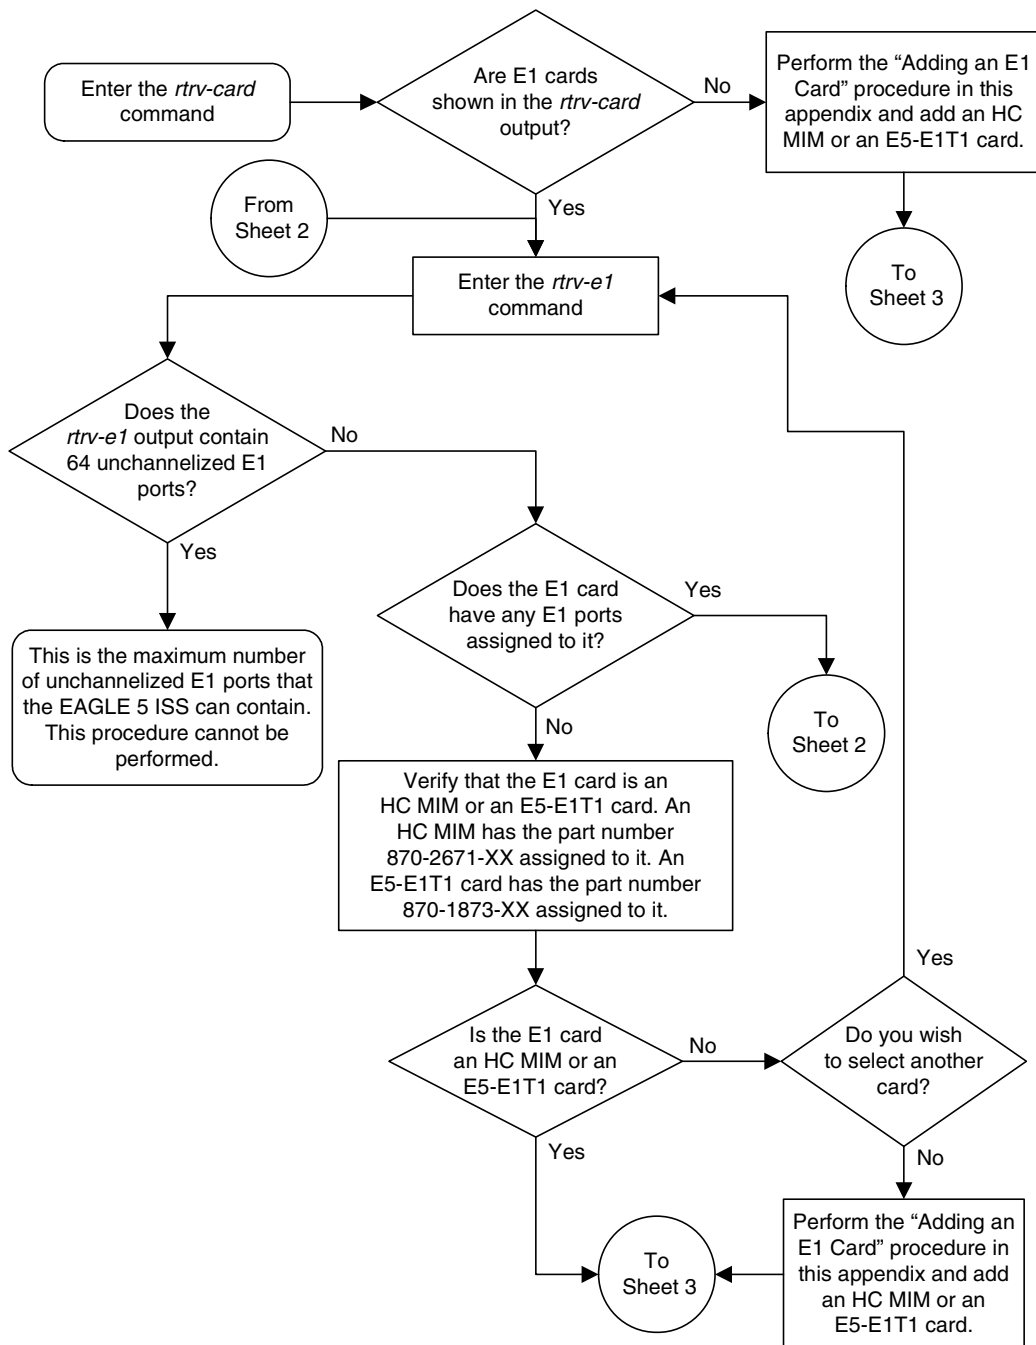 Enter the rtrv-card
command
Are E1 cards
shown in the rtrv-card
output?
No
Perform the “Adding an E1
Card” procedure in this
appendix and add an HC
MIM or an E5-E1T1 card.
Yes
From
Sheet 2
To
Sheet 3
Enter the rtrv-e1
command
Does the
rtrv-e1 output contain
64 unchannelized E1
ports?
No
Yes
This is the maximum number
of unchannelized E1 ports that
the EAGLE 5 ISS can contain.
This procedure cannot be
performed.
Does the E1 card
have any E1 ports
assigned to it?
Yes
To
Sheet 2
No
Verify that the E1 card is an
HC MIM or an E5-E1T1 card. An
HC MIM has the part number
870-2671-XX assigned to it. An
E5-E1T1 card has the part number
870-1873-XX assigned to it.
Is the E1 card
an HC MIM or an
E5-E1T1 card?
No
Yes
Do you wish
to select another
card?
Yes
No
To
Sheet 3
Perform the “Adding an
E1 Card” procedure in
this appendix and add
an HC MIM or an
E5-E1T1 card.